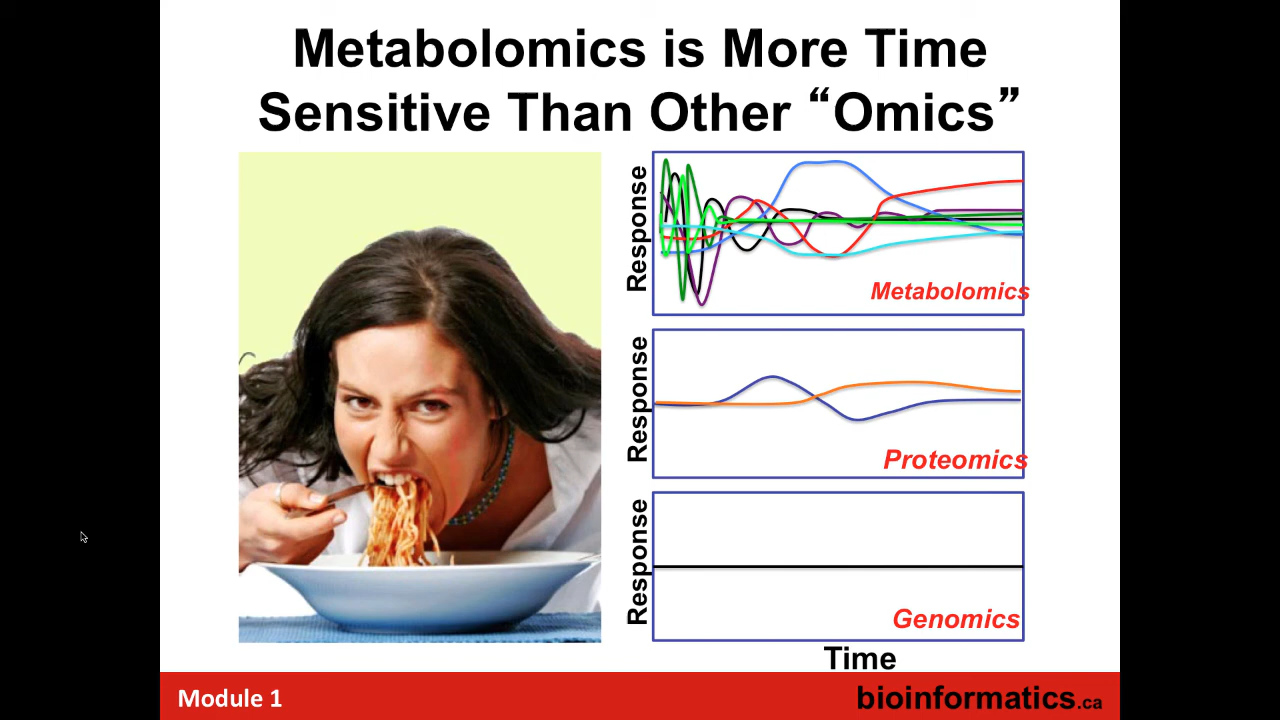 Metabolomics is More Time
Sensitive Than Other “Omics”
Response
Metabolomics
Response
Proteomics
Response
Genomics
Time
Module 1
bioinformatics.ca